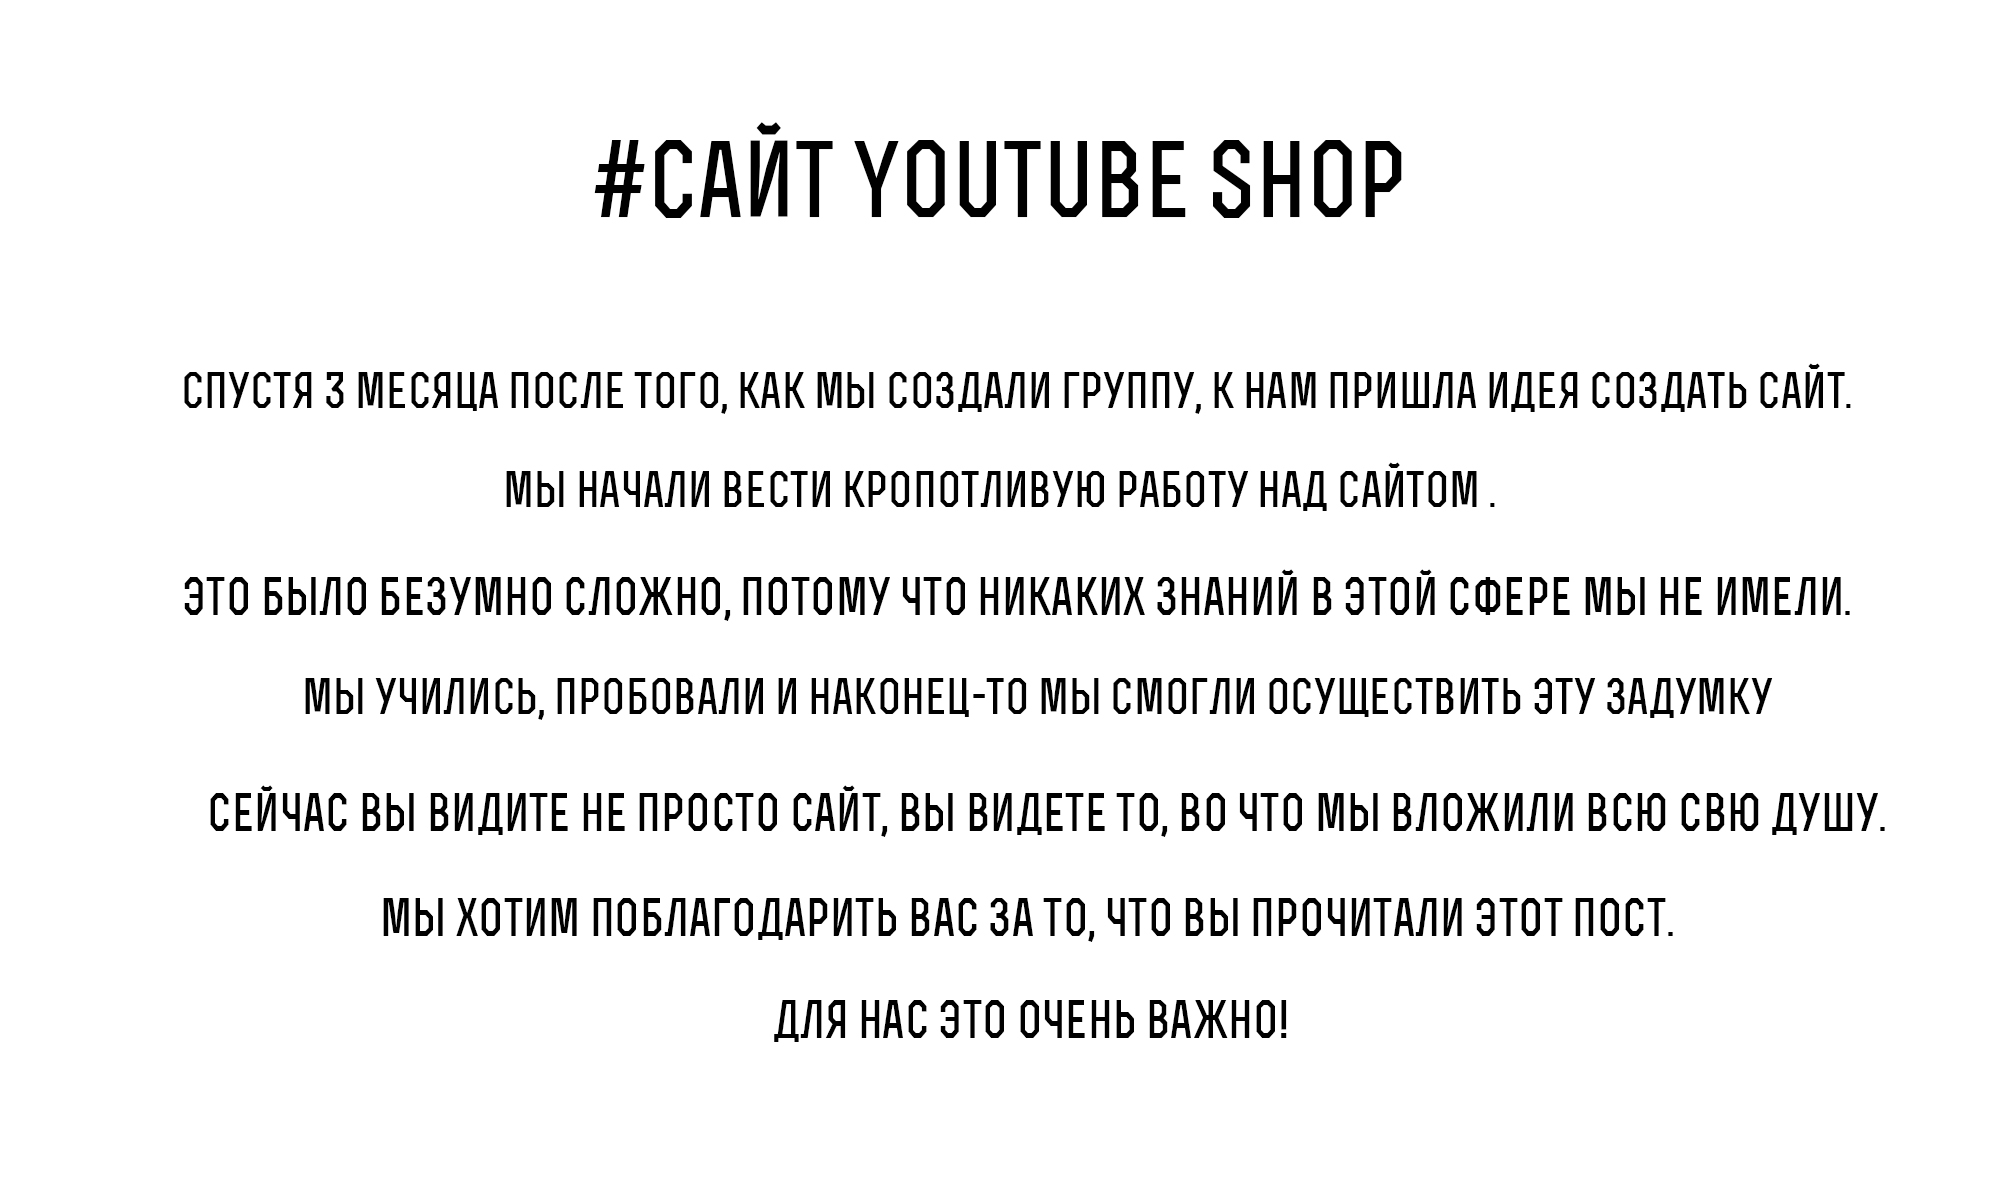 #САЙТ YOUTUBE SHOP
СПУСТЯ 3 МЕСЯЦА ПОСЛЕ ТОГО, КАК МЫ СОЗДАЛИ ГРУППУ, К НАМ ПРИШЛА ИДЕЯ СОЗДАТЬ САЙТ.
МЫ НАЧАЛИ ВЕСТИ КРОПОТЛИВУЮ РАБОТУ НАД САЙТОМ .
ЭТО БЫЛО БЕЗУМНО СЛОЖНО, ПОТОМУ ЧТО НИКАКИХ ЗНАНИЙ В ЭТОЙ СФЕРЕ МЫ НЕ ИМЕЛИ.
МЫ УЧИЛИСЬ, ПРОБОВАЛИ И НАКОНЕЦ-ТО МЫ СМОГЛИ ОСУЩЕСТВИТЬ ЭТУ ЗАДУМКУ
СЕЙЧАС ВЫ ВИДИТЕ НЕ ПРОСТО САЙТ, ВЫ ВИДЕТЕ ТО, ВО ЧТО МЫ ВЛОЖИЛИ ВСЮ СВЮ ДУШУ.
МЫ ХОТИМ ПОБЛАГОДАРИТЬ ВАС ЗА ТО, ЧТО ВЫ ПРОЧИТАЛИ ЭТОТ ПОСТ.
ДЛЯ НАС ЭТО ОЧЕНЬ ВАЖНО!